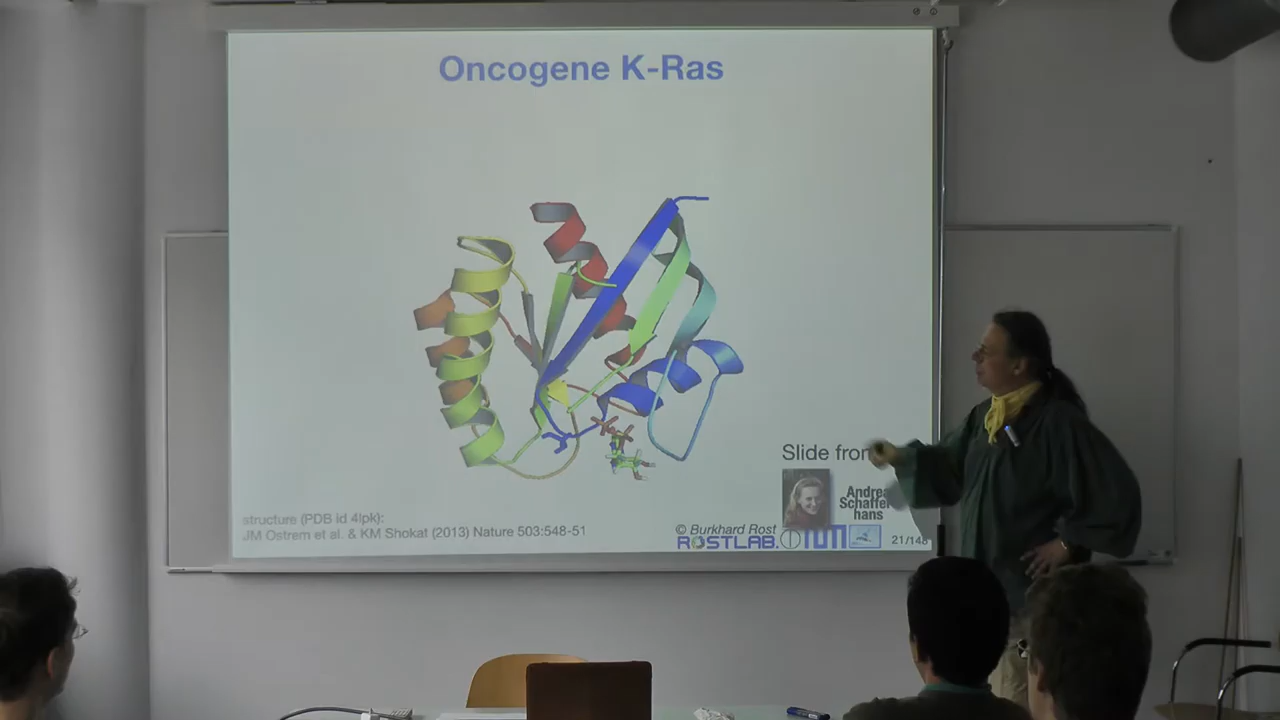 Oncogene K-Ras
Slide from
Andrea
Schaffer
hans
structure (PDB id 4lpk):
JM Ostrem et al. & KM Shokat (2013) Nature 503:548-51
© Burkhard Rost
ROSTLAB.
TUM
21/148